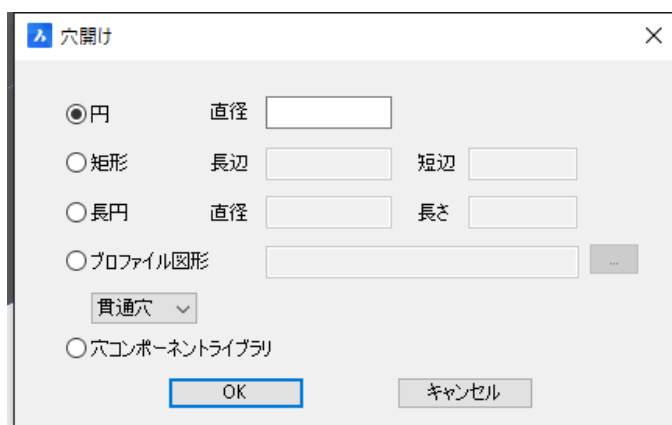 穴開け
円 直径
矩形 長辺 短辺
長円 直径 長さ
プロファイル図形 ...
貫通穴
穴コンポーネントライブラリ
OK キャンセル